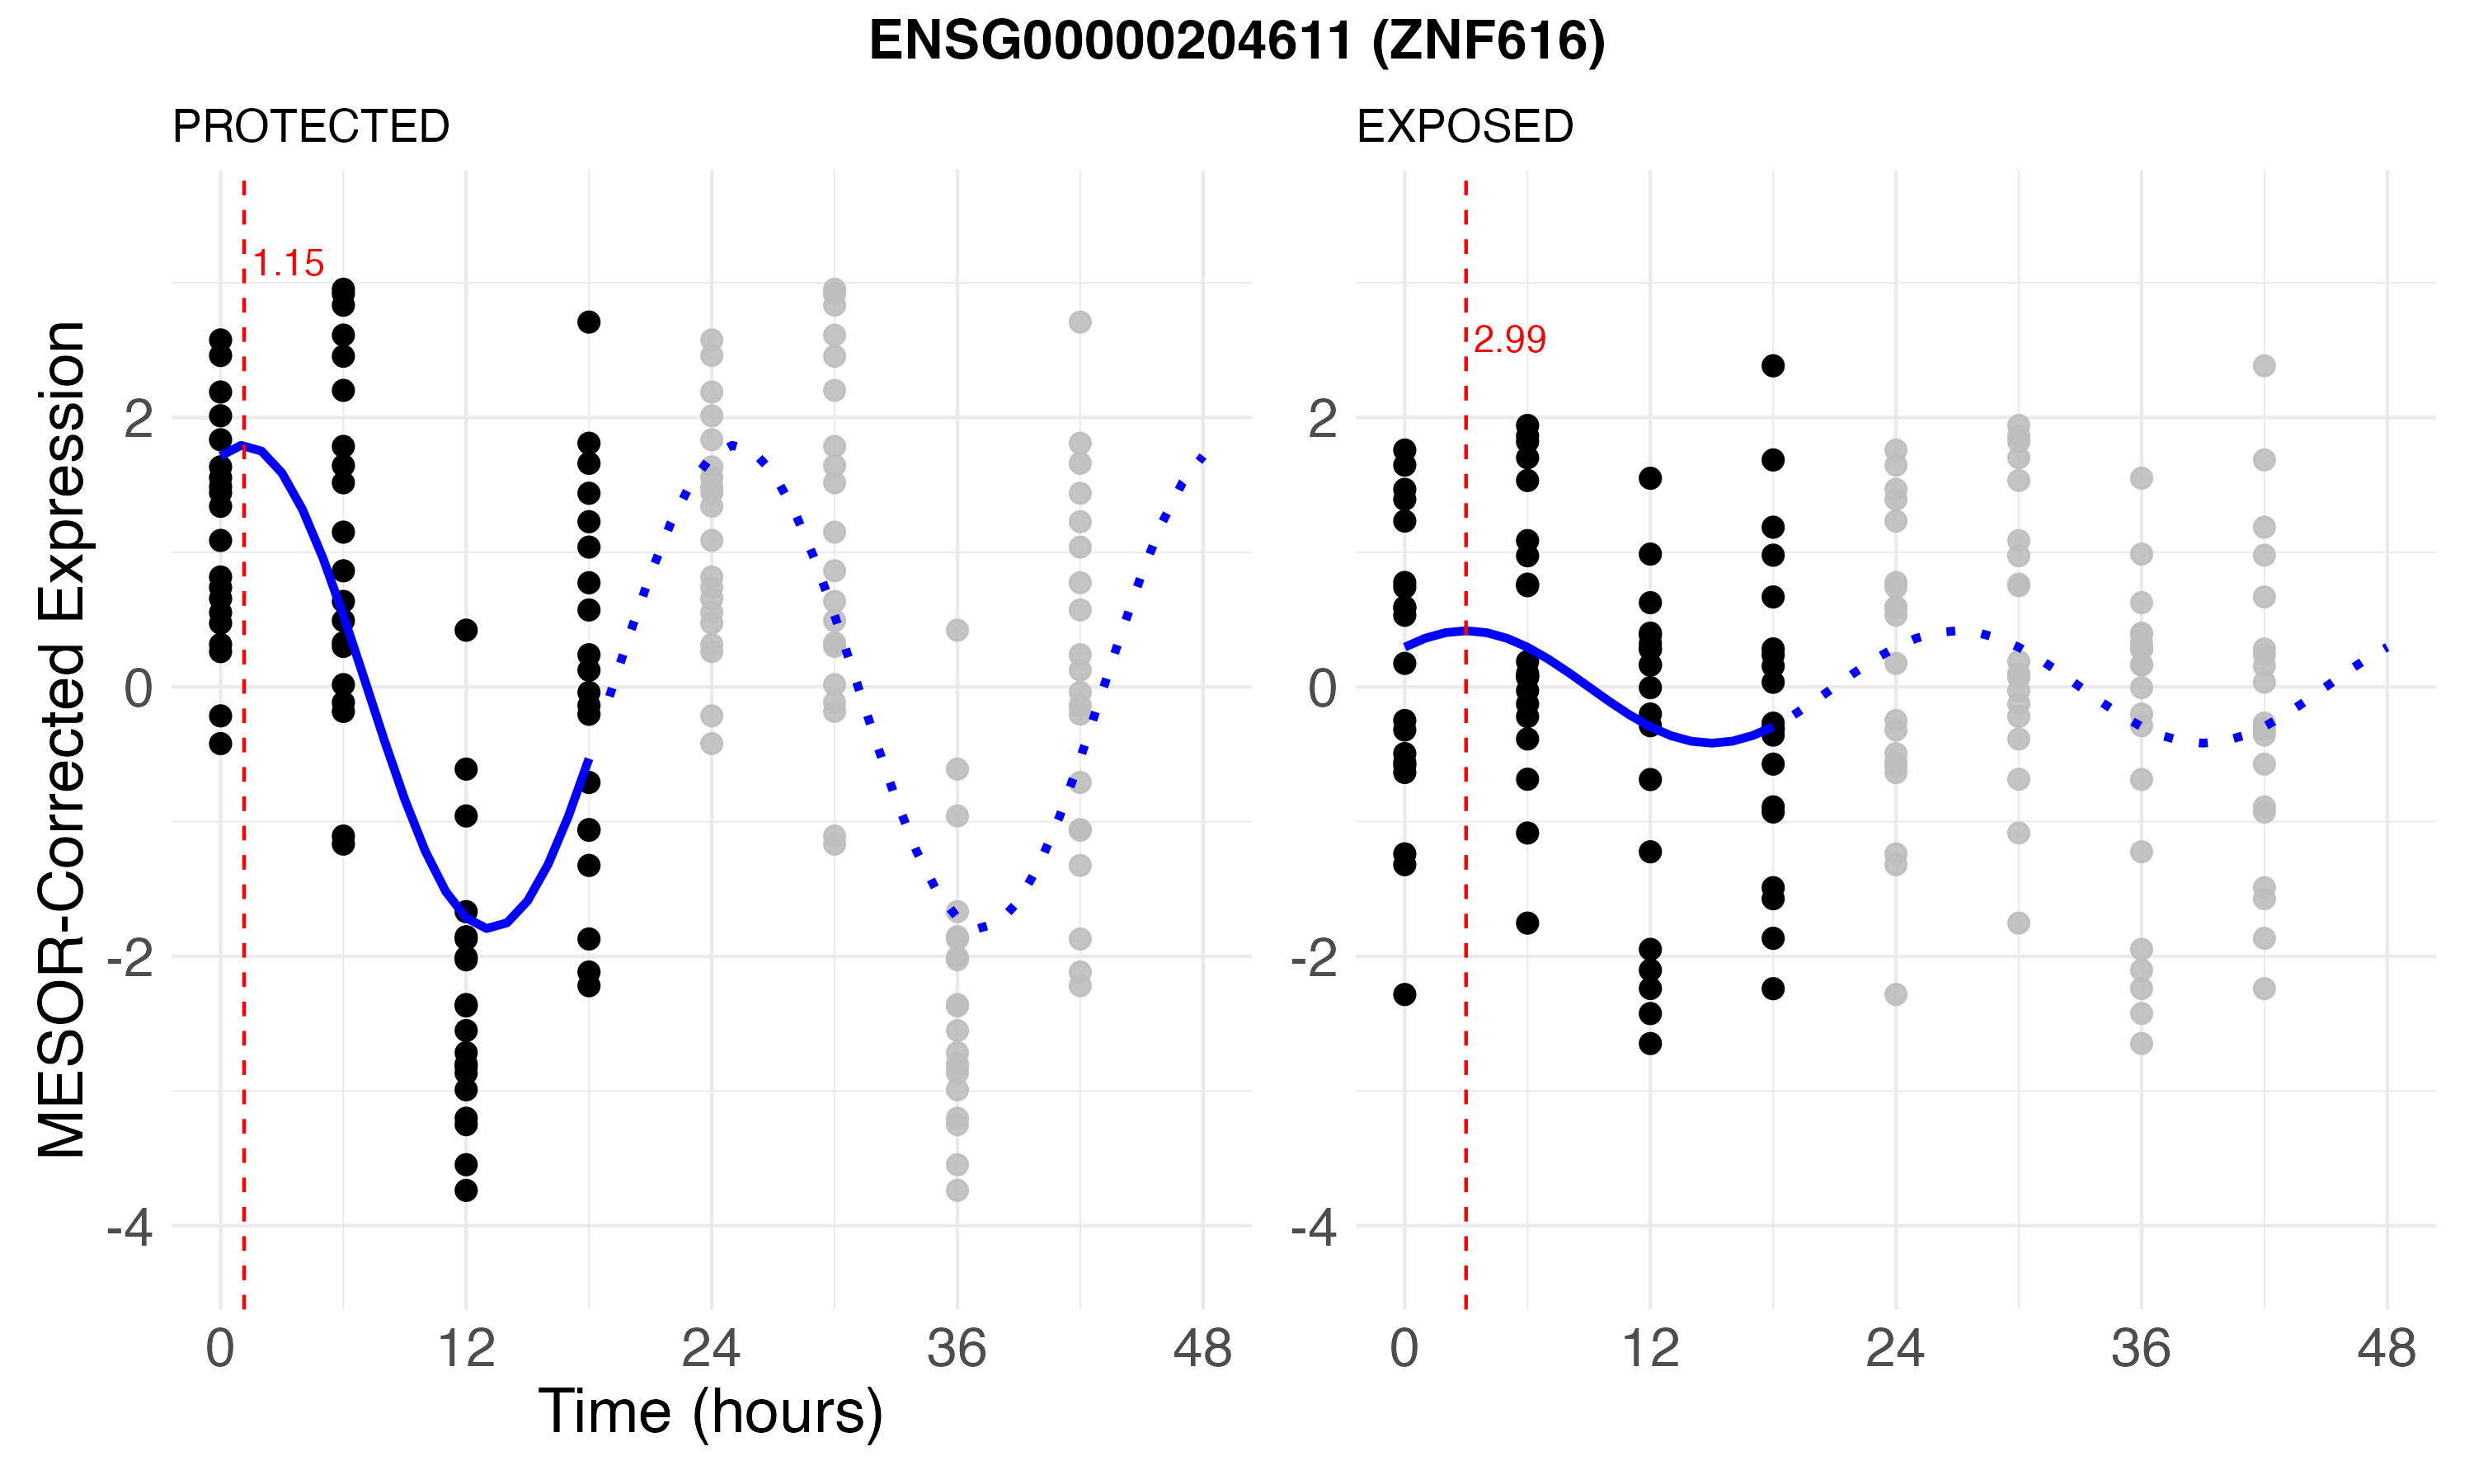 ENSG00000204611 (ZNF616)
PROTECTED
EXPOSED
MESOR-Corrected Expression
1.15
2.99
2
0
-2
-4
2
0
-2
-4
0 12 24 36 48
0 12 24 36 48
Time (hours)